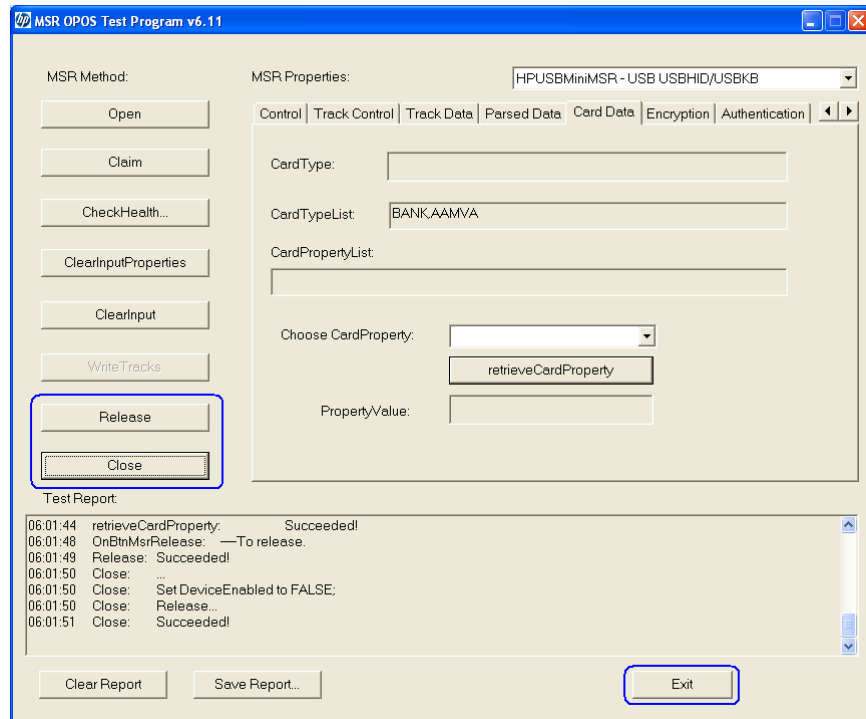 MSR OPOS Test Program v6.11
MSR Method:
MSR Properties:
HPUSBMiniMSR - USB USBHID/USBKB
Open
Control
Track Control
Track Data
Parsed Data
Card Data
Encryption
Authentication
Claim
CardType:
CheckHealth...
CardTypeList:
BANK,AAMVA
CardPropertyList:
ClearInputProperties
ClearInput
Choose CardProperty:
WriteTracks
retrieveCardProperty
Release
PropertyValue:
Close
Test Report:
06:01:44 retrieveCardProperty: Succeeded!
06:01:48 OnBtnMsrRelease: —To release.
06:01:49 Release: Succeeded!
06:01:50 Close: ...
06:01:50 Close: Set DeviceEnabled to FALSE;
06:01:50 Close: Release...
06:01:51 Close: Succeeded!
Clear Report
Save Report...
Exit